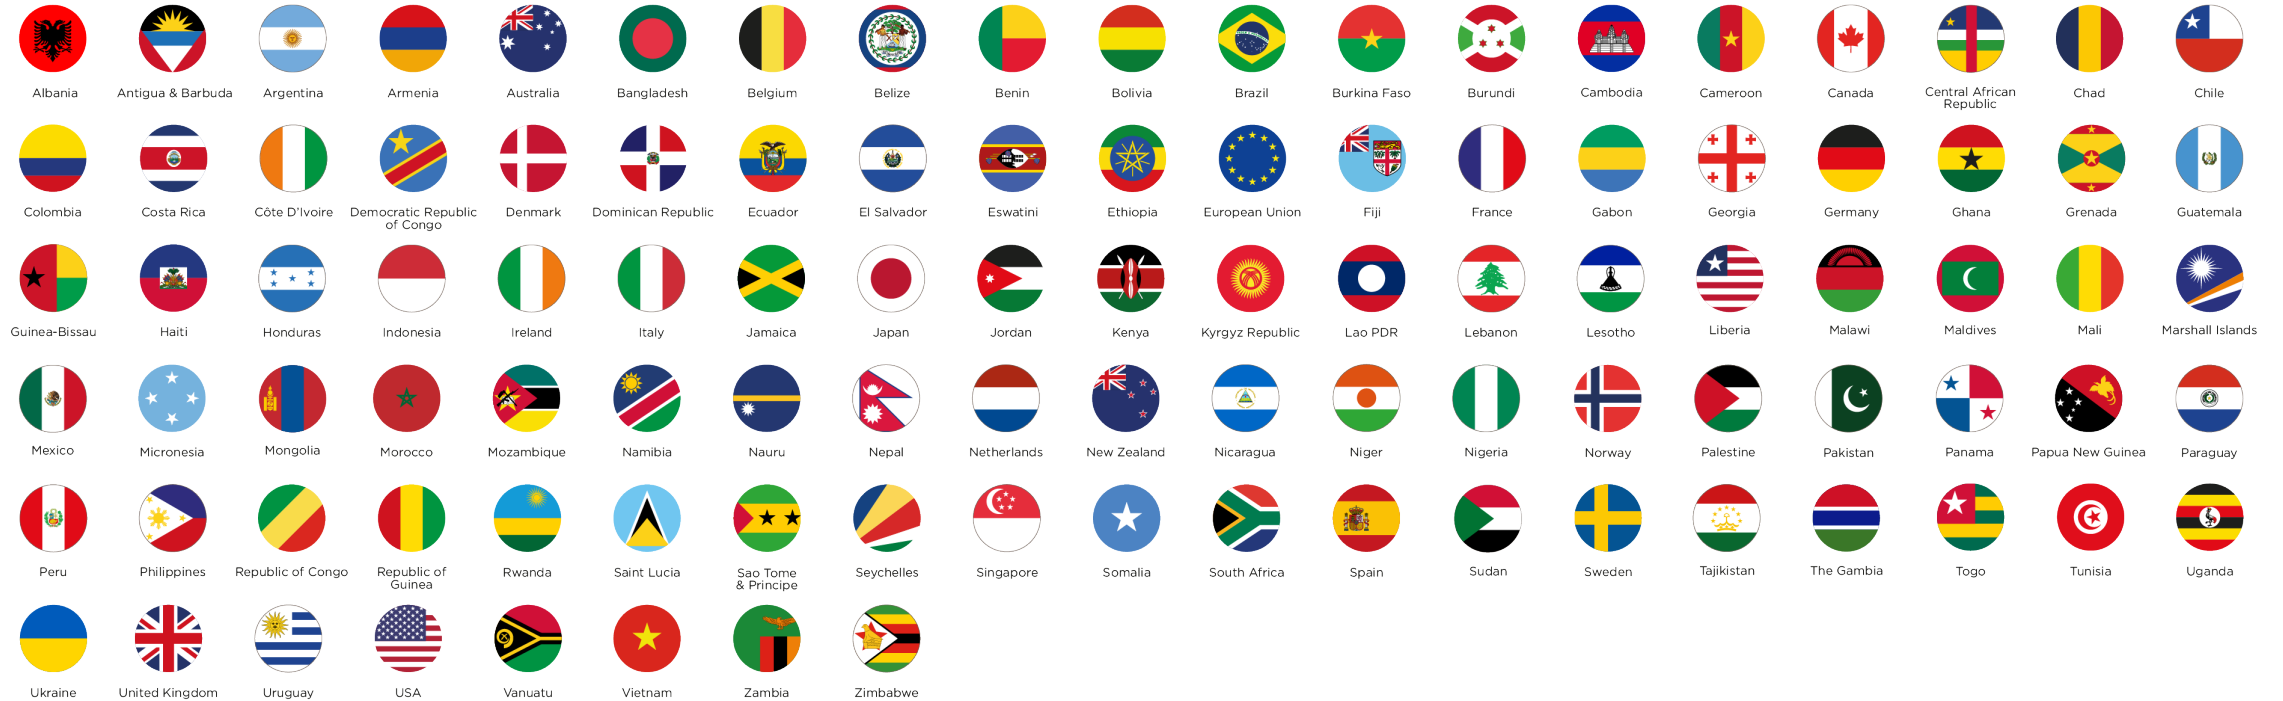 Albania
Antigua & Barbuda
Argentina
Armenia
Australia
Bangladesh
Belgium
Belize
Benin
Bolivia
Brazil
Burkina Faso
Burundi
Cambodia
Cameroon
Canada
Central African
Republic
Chad
Chile
Colombia
Costa Rica
Côte D'Ivoire
Democratic Republic
of Congo
Denmark
Dominican Republic
Ecuador
El Salvador
Eswatini
Ethiopia
European Union
Fiji
France
Gabon
Georgia
Germany
Ghana
Grenada
Guatemala
Guinea-Bissau
Haiti
Honduras
Indonesia
Ireland
Italy
Jamaica
Japan
Jordan
Kenya
Kyrgyz Republic
Lao PDR
Lebanon
Lesotho
Liberia
Malawi
Maldives
Mali
Marshall Islands
Mexico
Micronesia
Mongolia
Morocco
Mozambique
Namibia
Nauru
Nepal
Netherlands
New Zealand
Nicaragua
Niger
Nigeria
Norway
Palestine
Pakistan
Panama
Papua New Guinea
Paraguay
Peru
Philippines
Republic of Congo
Republic of
Guinea
Rwanda
Saint Lucia
Sao Tome
& Principe
Seychelles
Singapore
Somalia
South Africa
Spain
Sudan
Sweden
Tajikistan
The Gambia
Togo
Tunisia
Uganda
Ukraine
United Kingdom
Uruguay
USA
Vanuatu
Vietnam
Zambia
Zimbabwe